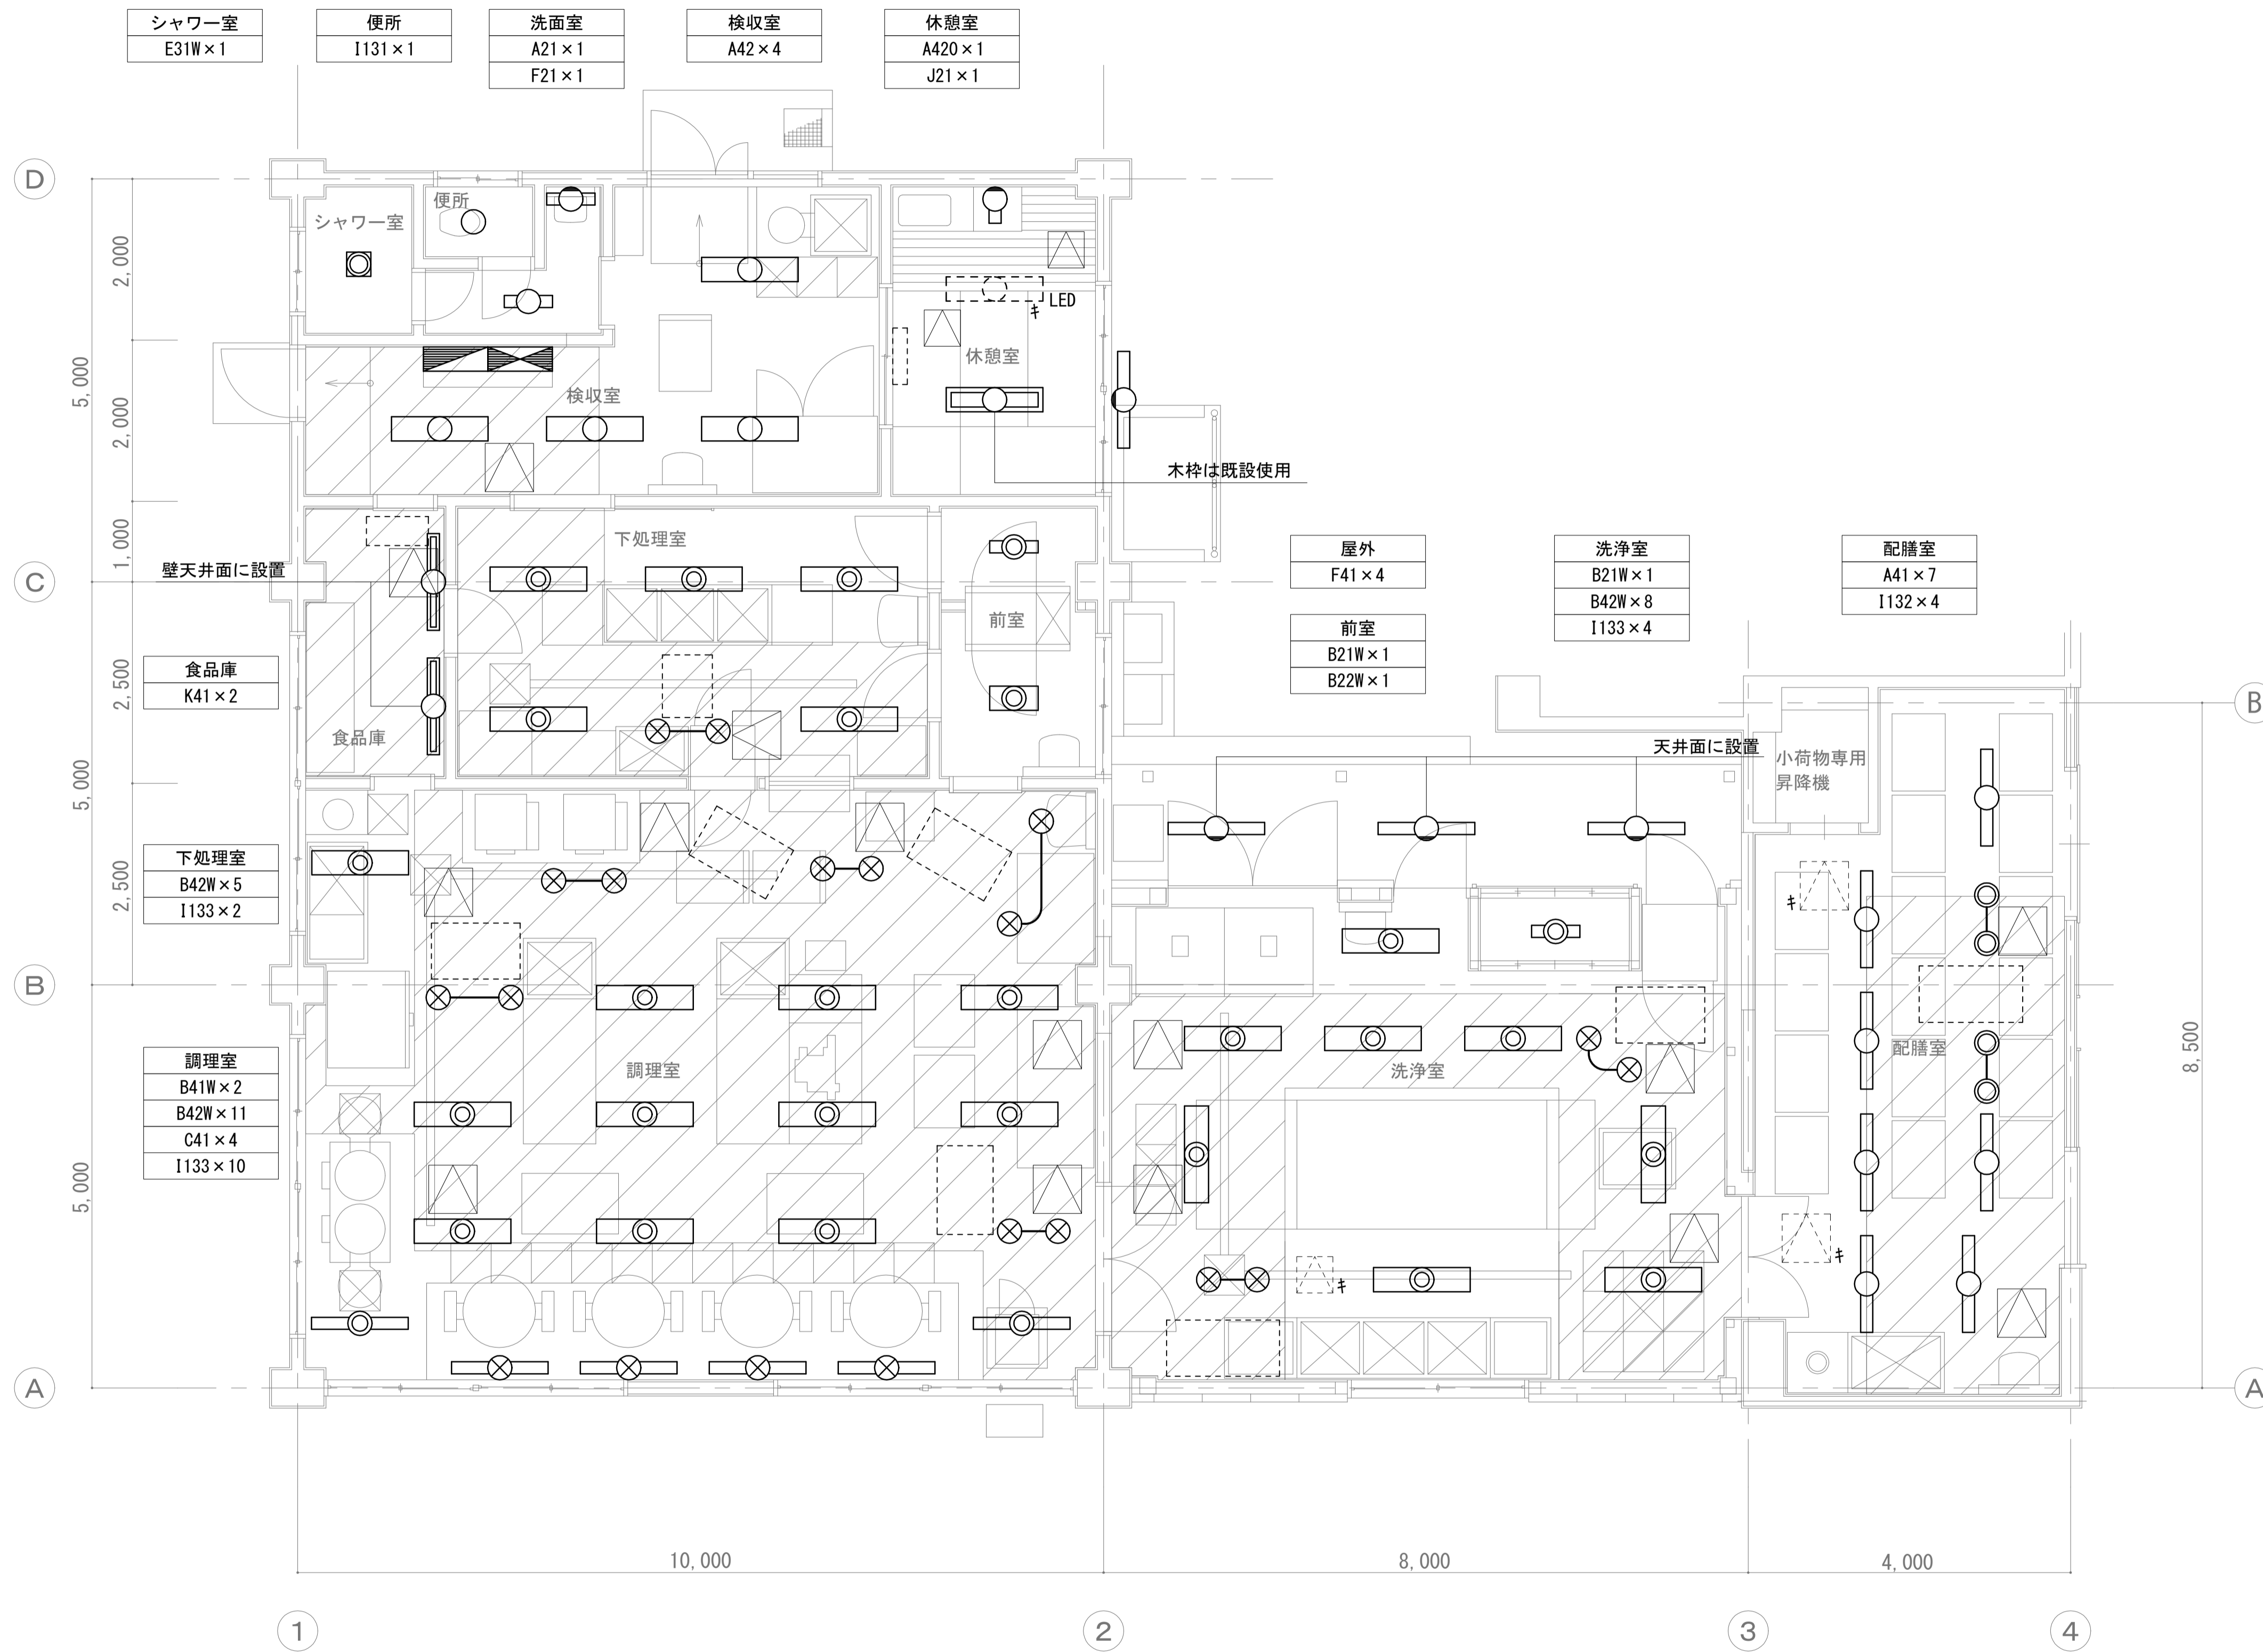 シャワー室
E31W×1
便所
I131×1
洗面室
A21×1
F21×1
検収室
A42×4
休憩室
A420×1
J21×1
D
便所
シャワー室
2,000
LED
キ
休憩室
5,000
検収室
2,000
木枠は既設使用
下処理室
1,000
C
壁天井面に設置
前室
屋外
F41×4
前室
B21W×1
B22W×1
洗浄室
B21W×1
B42W×8
I133×4
配膳室
A41×7
I132×4
食品庫
K41×2
2,500
食品庫
B
天井面に設置
小荷物専用
昇降機
5,000
下処理室
B42W×5
I133×2
2,500
キ
B
調理室
B41W×2
B42W×11
C41×4
I133×10
調理室
洗浄室
配膳室
8,500
5,000
キ
キ
A
A
10,000
8,000
4,000
1
2
3
4